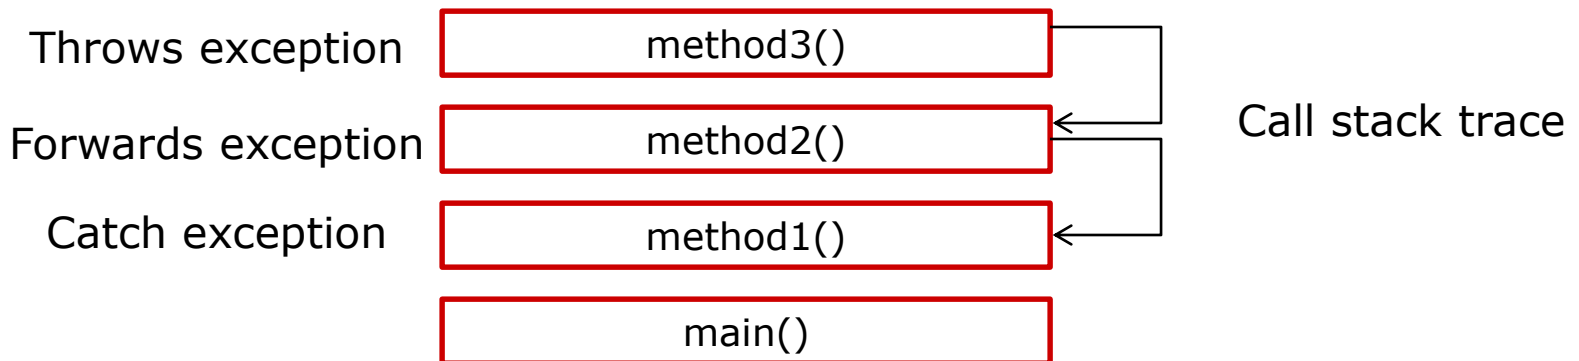 Throws exception
method3()
Call stack trace
Forwards exception
method2()
Catch exception
method1()
main()